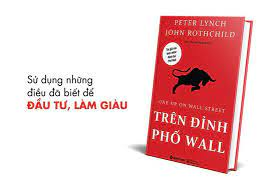 Sử dụng những
điều đã biết để
ĐẦU TƯ, LÀM GIÀU
PETER LYNCH
JOHN ROTHCHILD
ONE UP ON WALL STREET
TRÊN ĐỈNH
PHỐ WALL